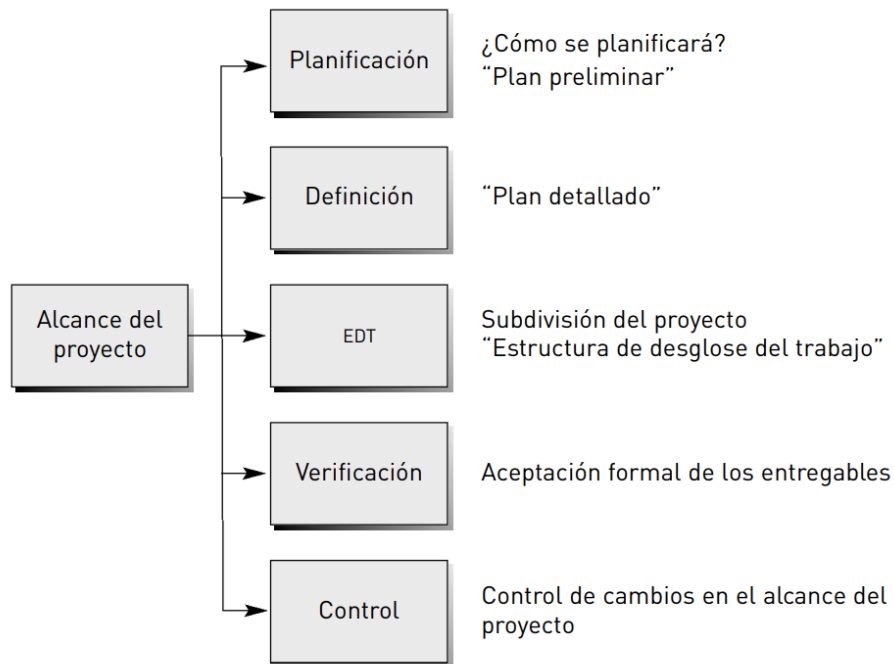 Planificación
¿Cómo se planificará?
“Plan preliminar”
Definición
“Plan detallado”
Alcance del
proyecto
EDT
Subdivisión del proyecto
“Estructura de desglose del trabajo”
Verificación
Aceptación formal de los entregables
Control
Control de cambios en el alcance del
proyecto